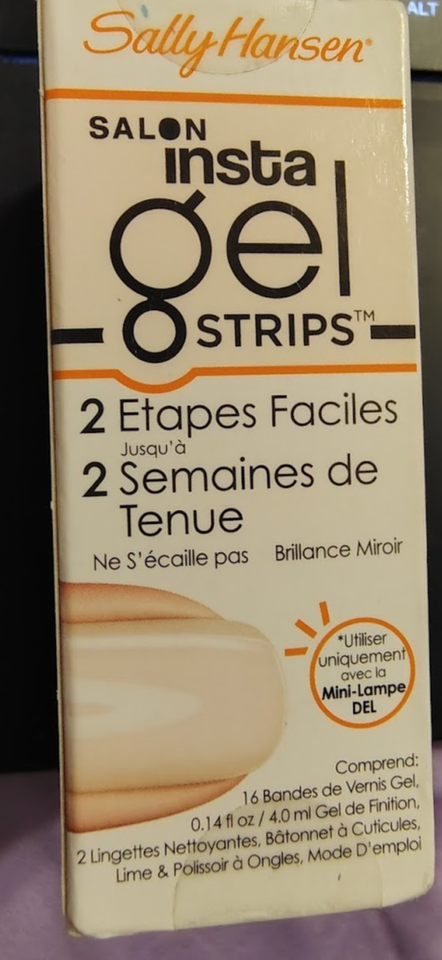 ALT
Sally Hansen®
SALON
insta
gel
STRIPS™
2 Etapes Faciles
Jusqu'à
2 Semaines de
Tenue
Ne S'écaille pas Brillance Miroir
*Utiliser
uniquement
avec la
Mini-Lampe
DEL
Comprend:
16 Bandes de Vernis Gel,
0.14 fl oz / 4.0 ml Gel de Finition,
2 Lingettes Nettoyantes, Bâtonnet à Cuticules,
Lime & Polissoir à Ongles, Mode D'emploi